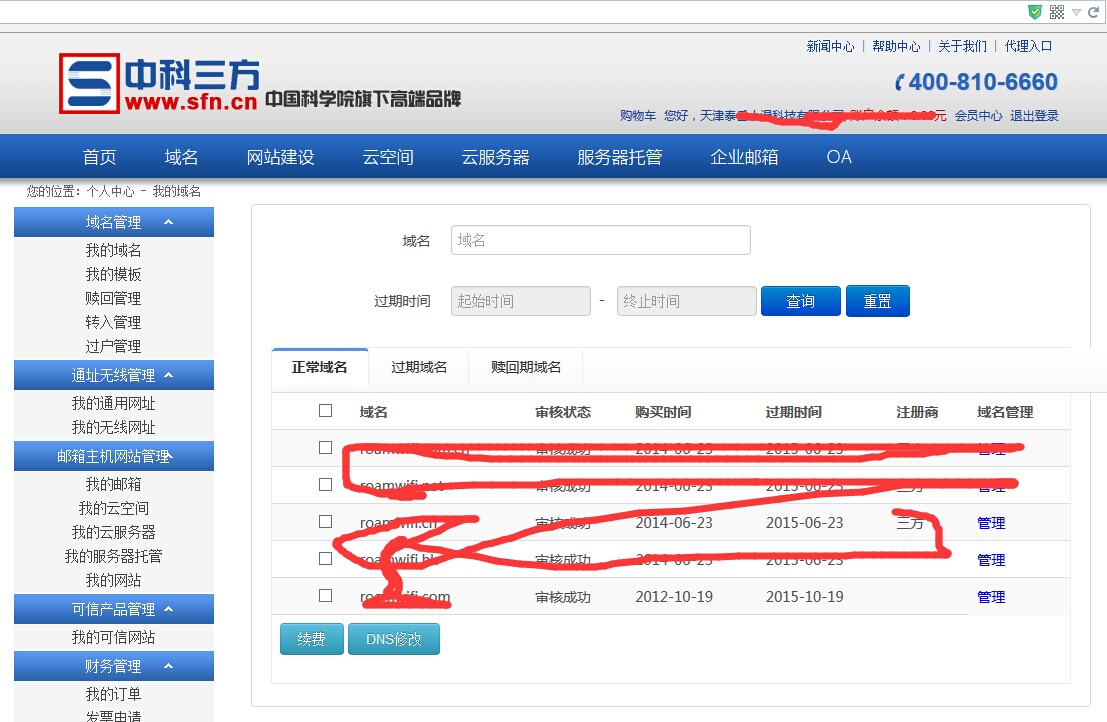 新闻中心 | 帮助中心 | 关于我们 | 代理入口
中科三方
www.sfn.cn 中国科学院旗下高端品牌
400-810-6660
购物车 您好，天津泰 科技有限公司 元 会员中心 退出登录
首页 域名 网站建设 云空间 云服务器 服务器托管 企业邮箱 OA
您的位置：个人中心 - 我的域名
域名管理
我的域名
我的模板
赎回管理
转入管理
过户管理
通址无线管理
我的通用网址
我的无线网址
邮箱主机网站管理
我的邮箱
我的云空间
我的云服务器
我的服务器托管
我的网站
可信产品管理
我的可信网站
财务管理
我的订单
发票申请
域名 域名
过期时间 起始时间 - 终止时间 查询 重置
正常域名 过期域名 赎回期域名
域名 审核状态 购买时间 过期时间 注册商 域名管理
审核成功 2014-06-23 2015-06-23 管理
roamwifi.net 审核成功 2014-06-23 2015-06-23 三方 管理
roamwifi.cn 审核成功 2014-06-23 2015-06-23 三方 管理
审核成功 2014-06-23 2015-06-23 管理
roamwifi.com 审核成功 2012-10-19 2015-10-19 管理
续费 DNS修改